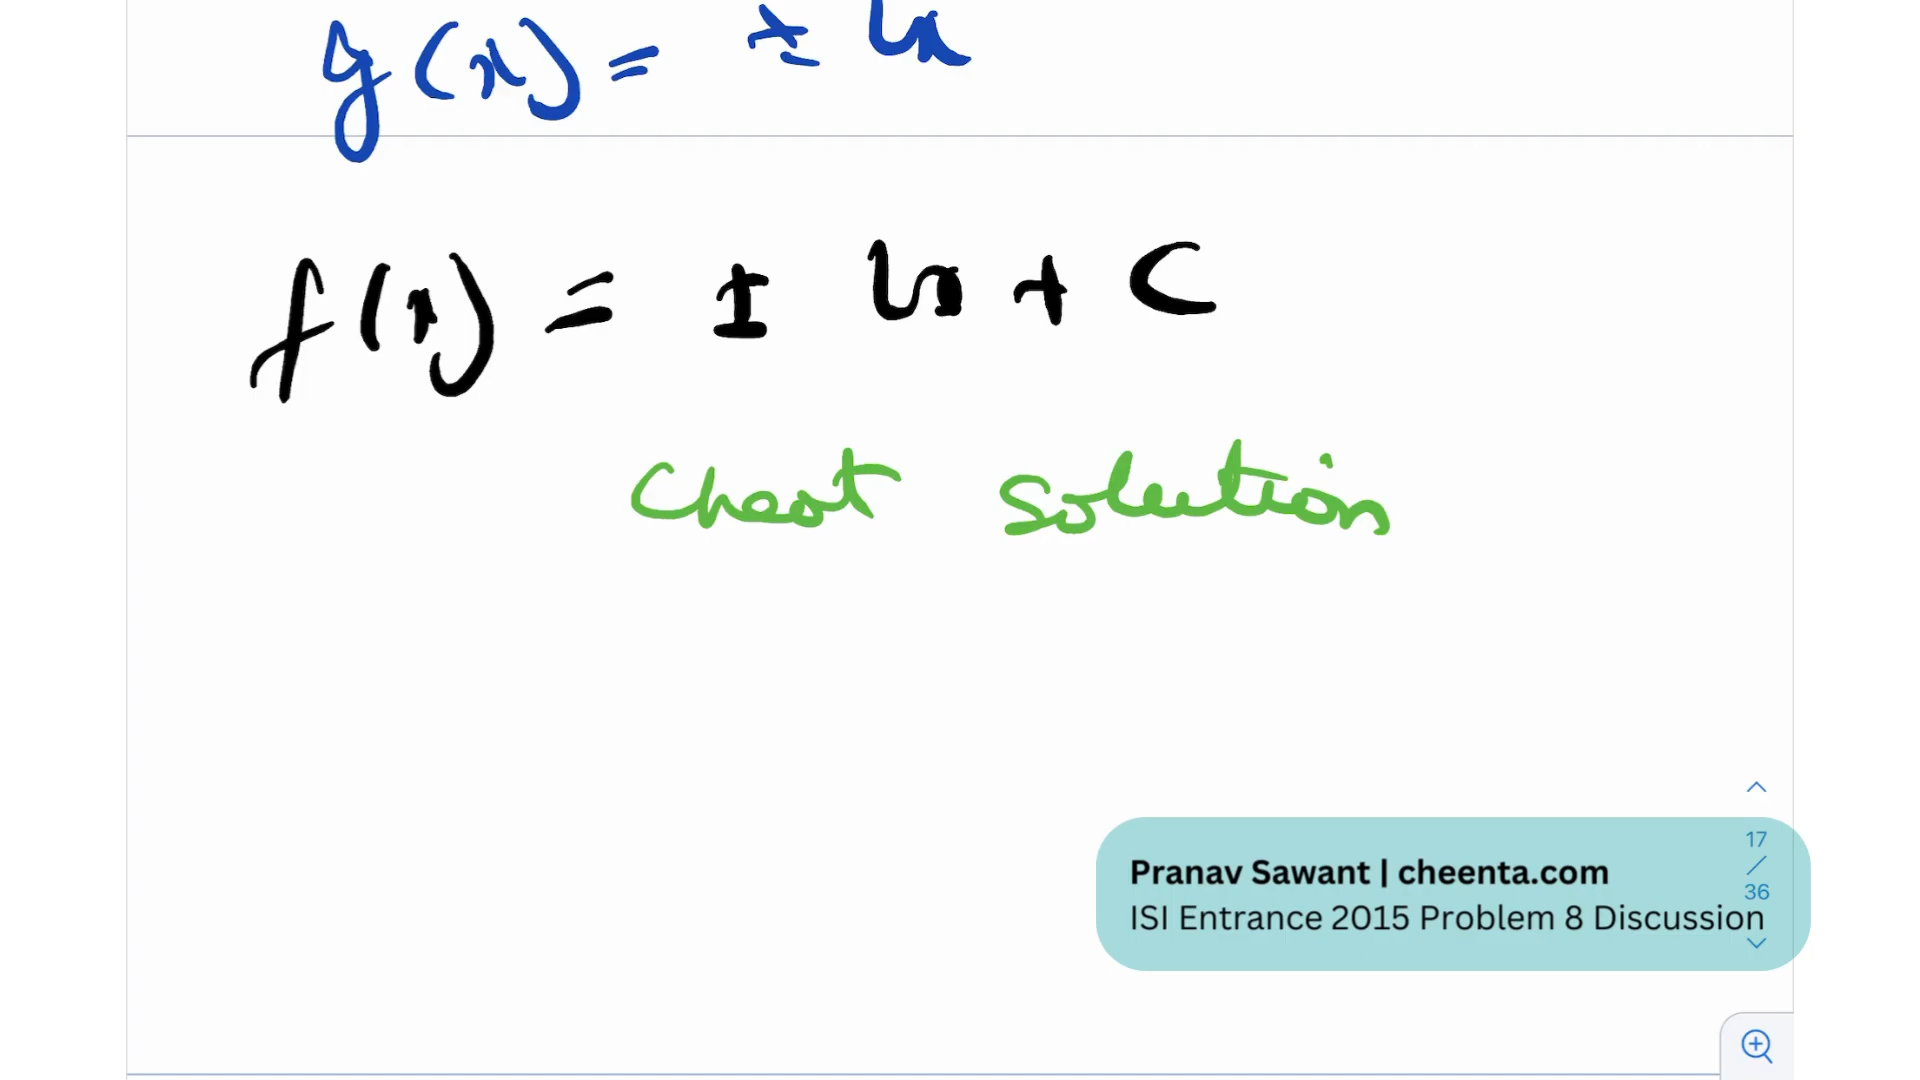 g(x) = ±
f(x) = ± + C
Cheat solution
17
/
36
Pranav Sawant | cheenta.com
ISI Entrance 2015 Problem 8 Discussion